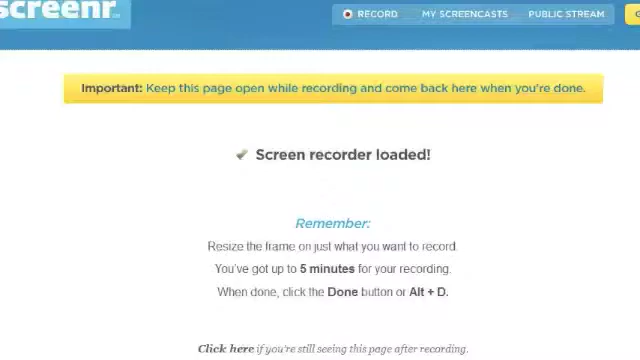 screenr
RECORD MY SCREENCASTS PUBLIC STREAM
Important: Keep this page open while recording and come back here when you're done.
Screen recorder loaded!
Remember:
Resize the frame on just what you want to record.
You've got up to 5 minutes for your recording.
When done, click the Done button or Alt + D.
Click here if you're still seeing this page after recording.